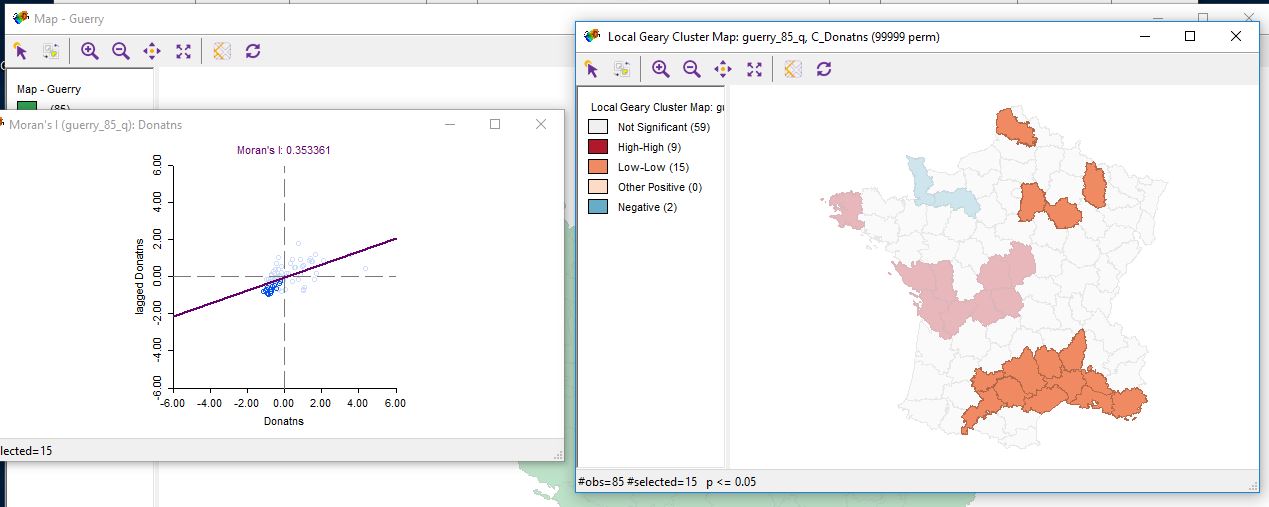 Map - Guerry
Map - Guerry
(85)
Moran's I (guerry_85_q): Donatns
Moran's I: 0.353361
lagged Donatns
6.00
4.00
2.00
0.00
-2.00
-4.00
-6.00
-6.00 -4.00 -2.00 0.00 2.00 4.00 6.00
Donatns
lected=15
Local Geary Cluster Map: guerry_85_q, C_Donatns (99999 perm)
Local Geary Cluster Map: gu
Not Significant (59)
High-High (9)
Low-Low (15)
Other Positive (0)
Negative (2)
#obs=85 #selected=15 p <= 0.05